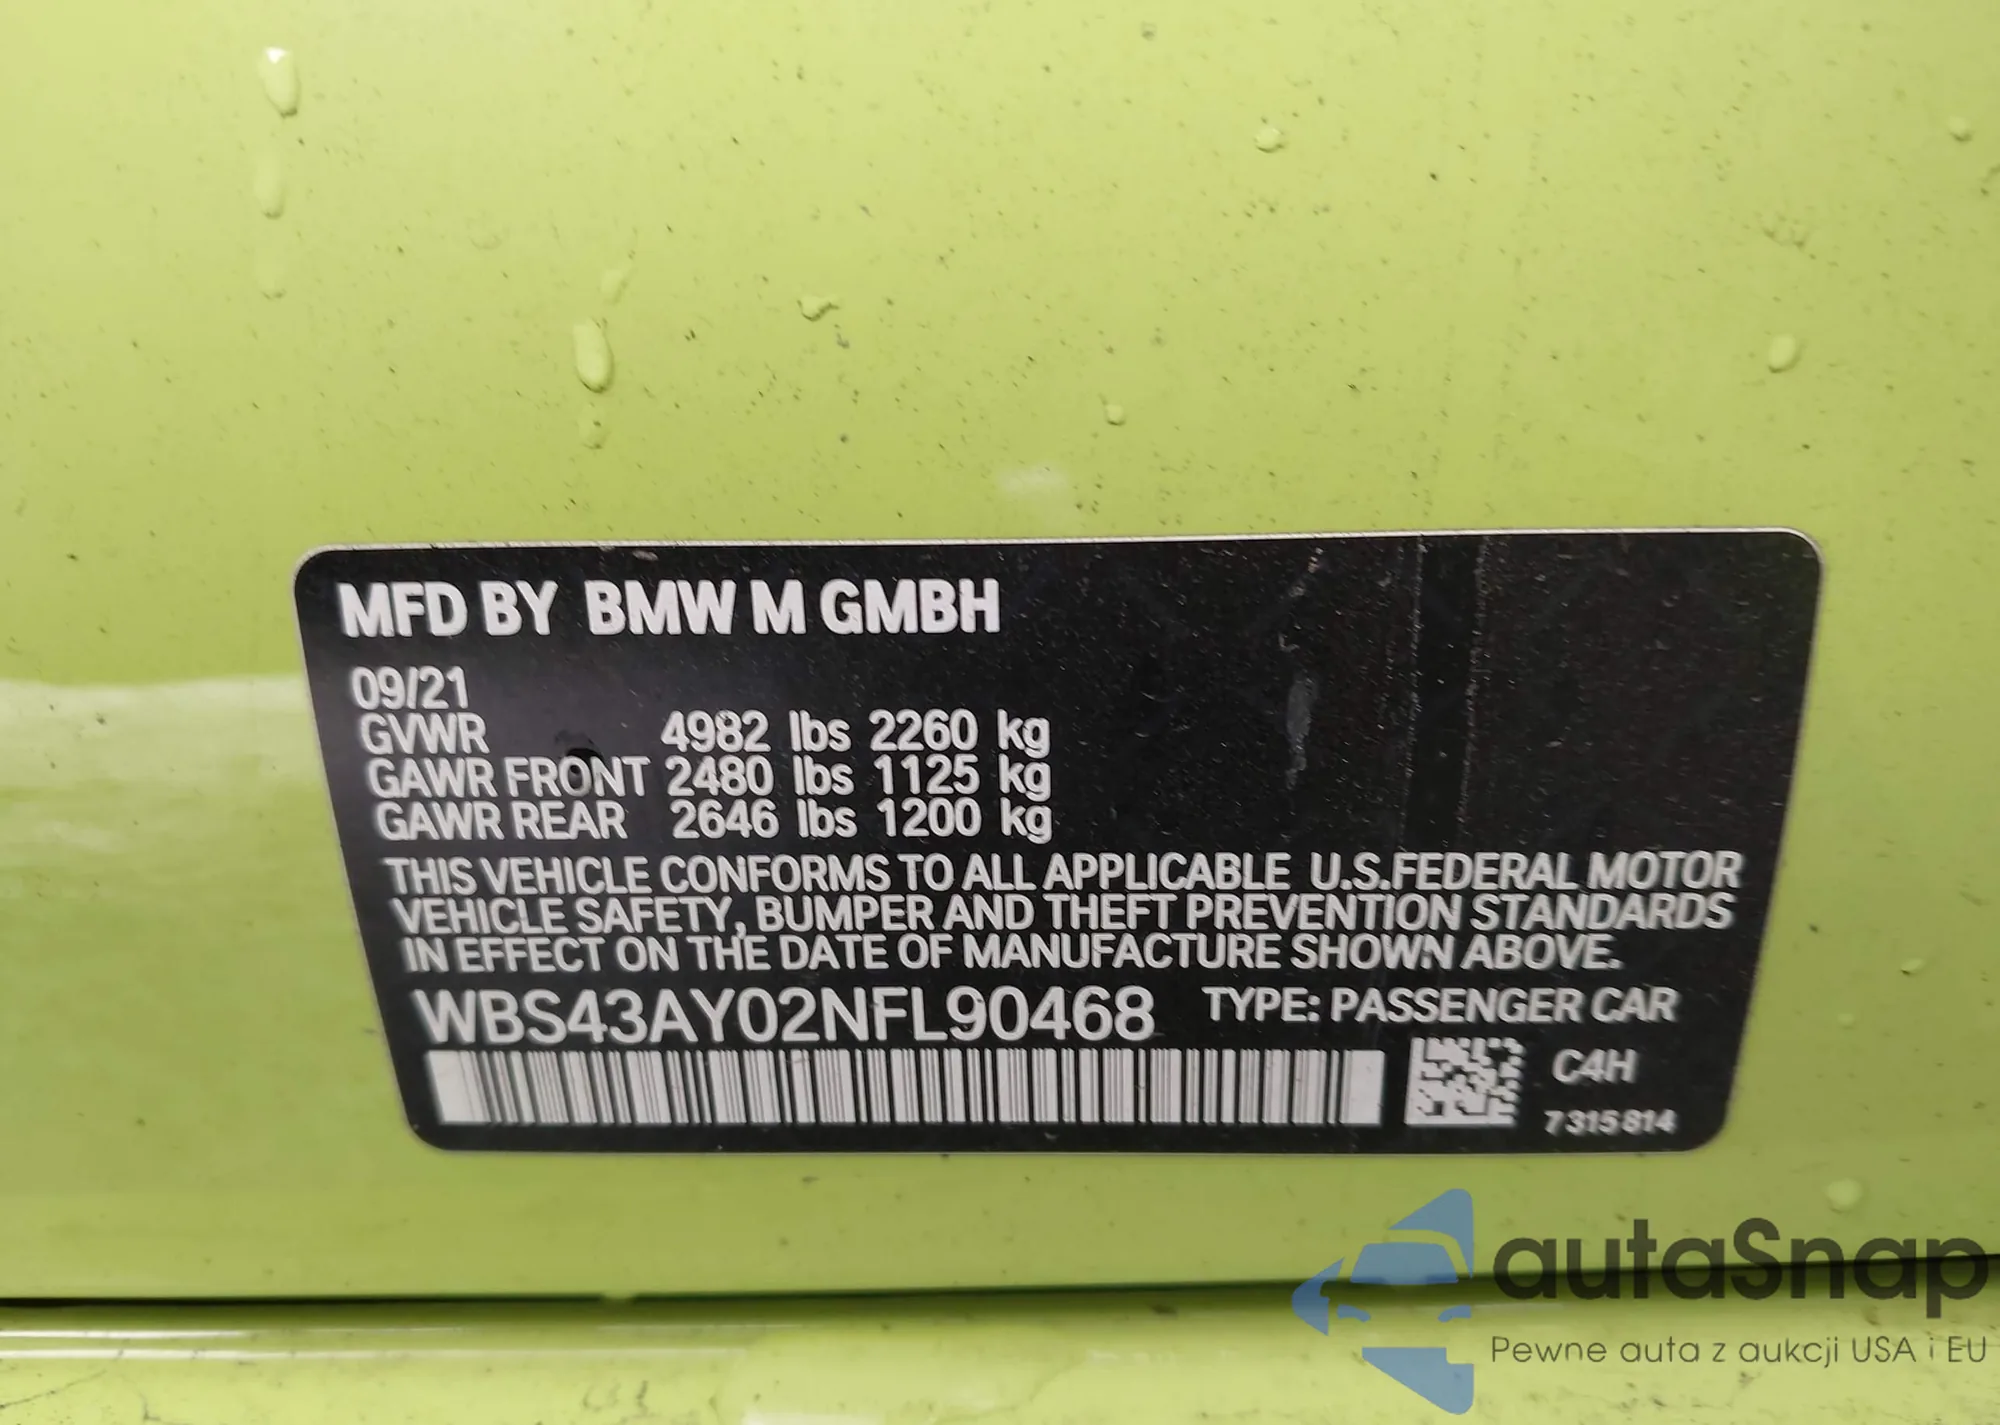 MFD BY BMW M GMBH
09/21
GVWR 4982 lbs 2260 kg
GAWR FRONT 2480 lbs 1125 kg
GAWR REAR 2646 lbs 1200 kg
THIS VEHICLE CONFORMS TO ALL APPLICABLE U.S.FEDERAL MOTOR
VEHICLE SAFETY, BUMPER AND THEFT PREVENTION STANDARDS
IN EFFECT ON THE DATE OF MANUFACTURE SHOWN ABOVE.
WBS43AY02NFL90468 TYPE: PASSENGER CAR
C4H
7 315 814
autaSnap
Pewne auta z aukcji USA i EU